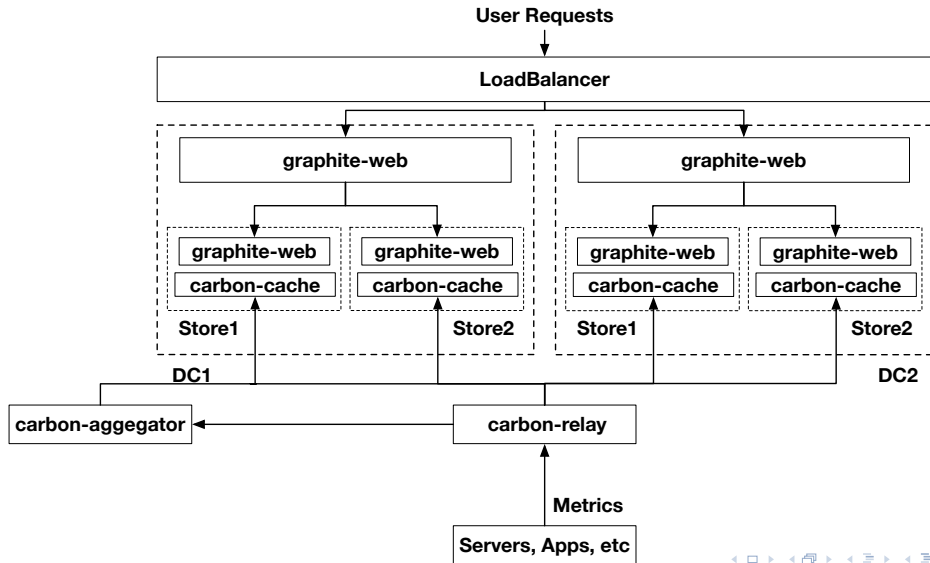 User Requests
LoadBalancer
graphite-web
graphite-web
graphite-web
graphite-web
graphite-web
graphite-web
carbon-cache
carbon-cache
carbon-cache
carbon-cache
Store1
Store2
Store1
Store2
DC1
DC2
carbon-aggegator
carbon-relay
Metrics
Servers, Apps, etc